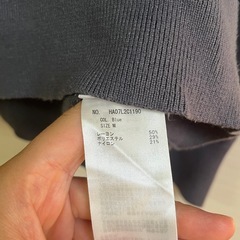 NO. HA07L2C1190
COL Blue
SIZE M
レーヨン 50%
ポリエステル 29%
ナイロン 21%